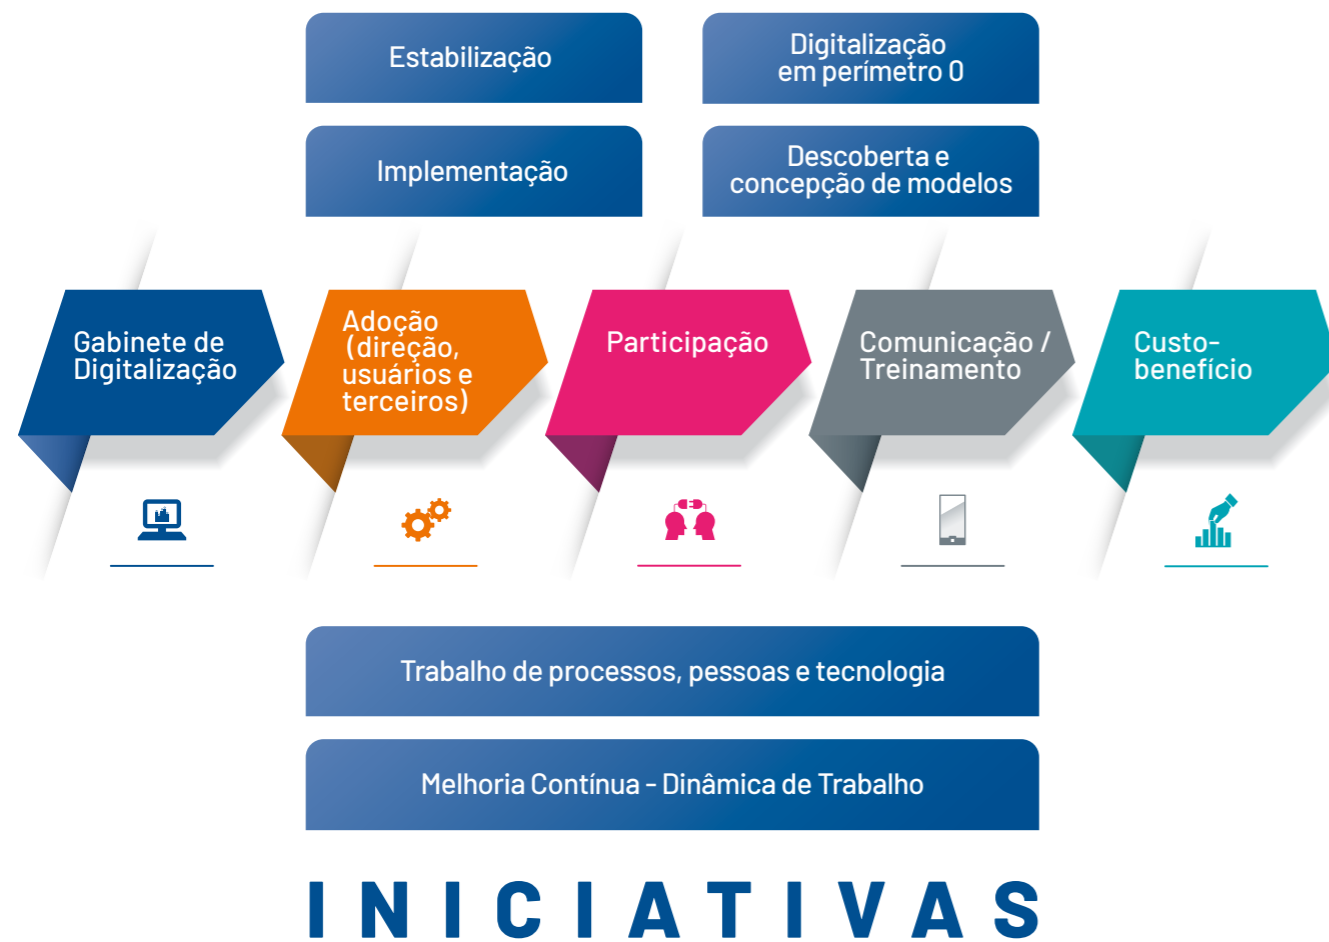 Estabilização
Digitalização
em perímetro 0
Implementação
Descoberta e
concepção de modelos
Gabinete de
Digitalização
Adoção
(direção,
usuários e
terceiros)
Participação
Comunicação /
Treinamento
Custo-
benefício
Trabalho de processos, pessoas e tecnologia
Melhoria Contínua - Dinâmica de Trabalho
INICIATIVAS